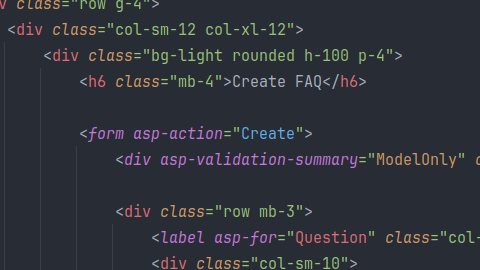 class="row g-4">
<div class="col-sm-12 col-xl-12">
<div class="bg-light rounded h-100 p-4">
<h6 class="mb-4">Create FAQ</h6>
<form asp-action="Create">
<div asp-validation-summary="ModelOnly"
<div class="row mb-3">
<label asp-for="Question" class="col-
<div class="col-sm-10">